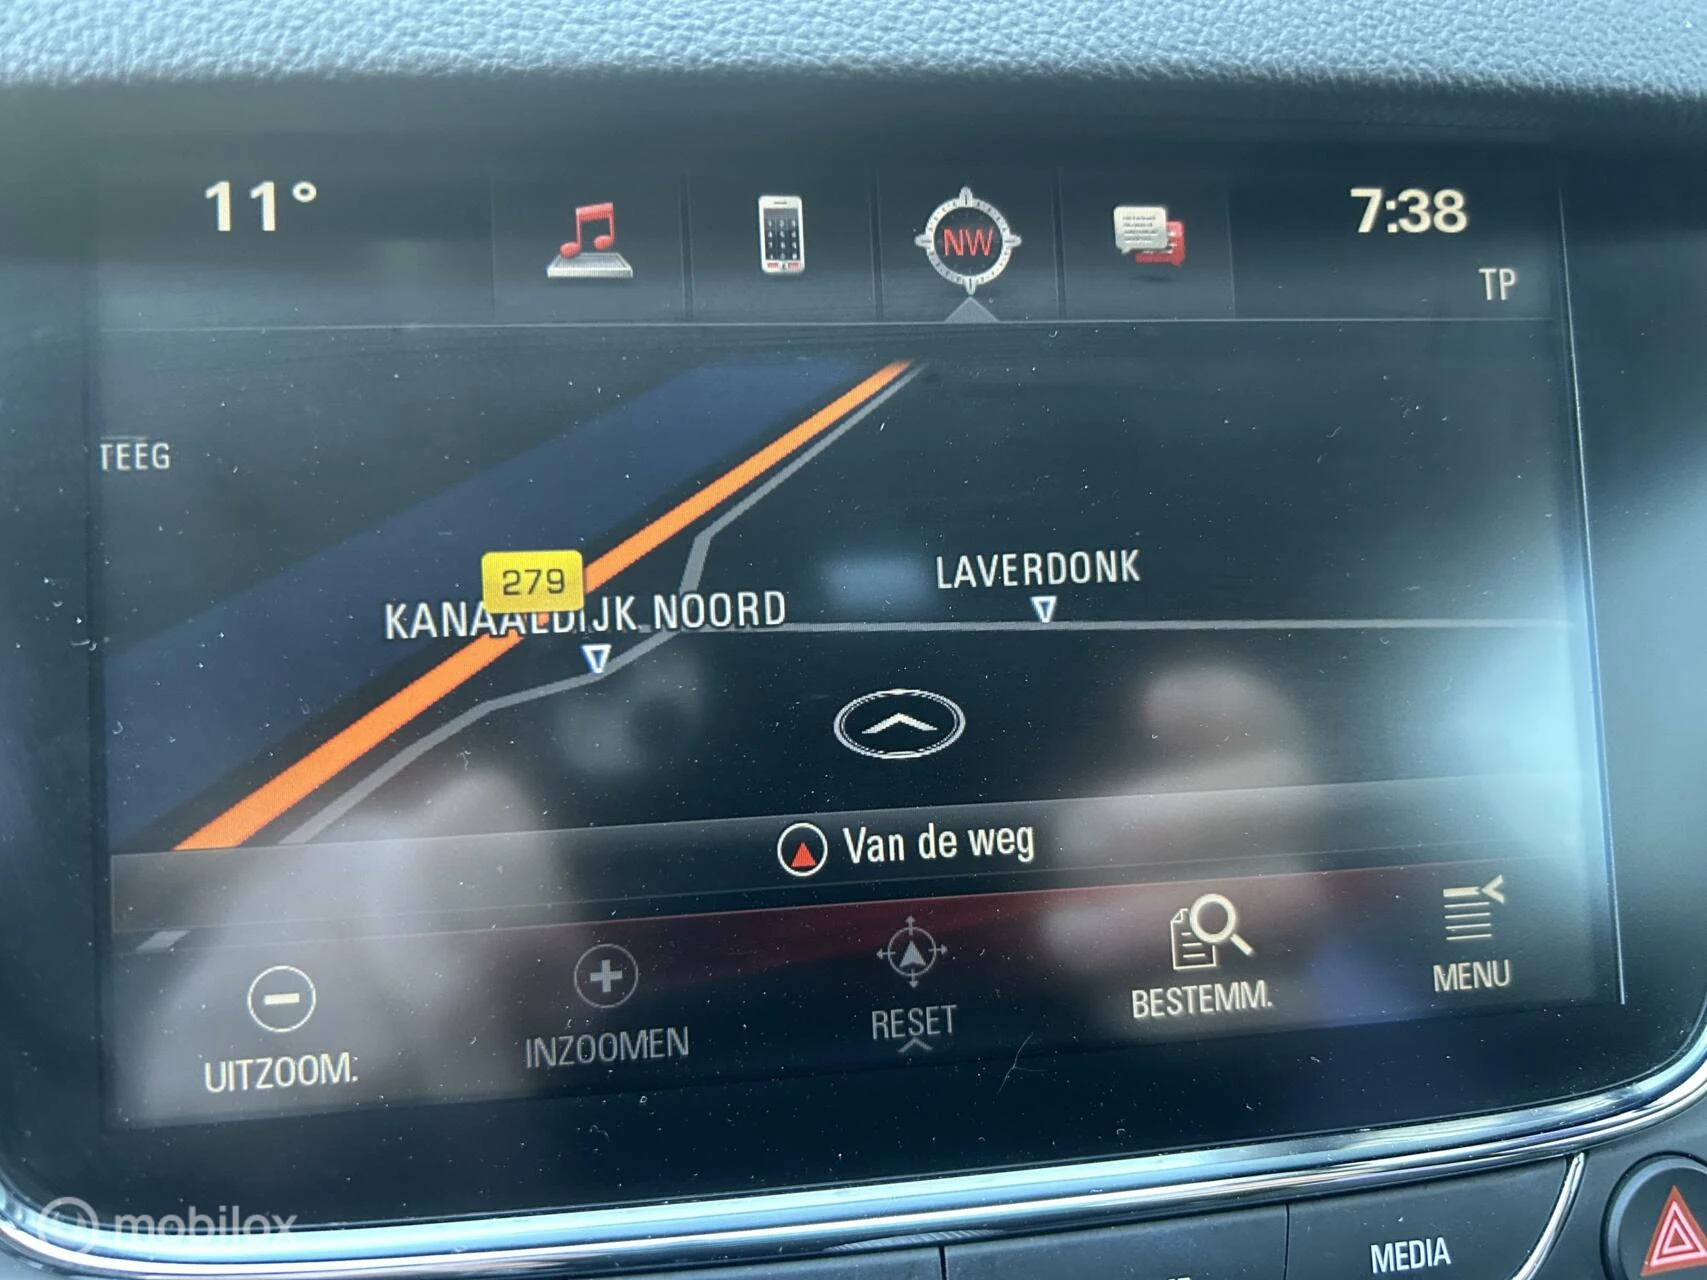 11°
NW
7:38
TP
TEEG
279
KANAALDIJK NOORD
LAVERDONK
Van de weg
UITZOOM.
INZOOMEN
RESET
BESTEMM.
MENU
mobilox
MEDIA